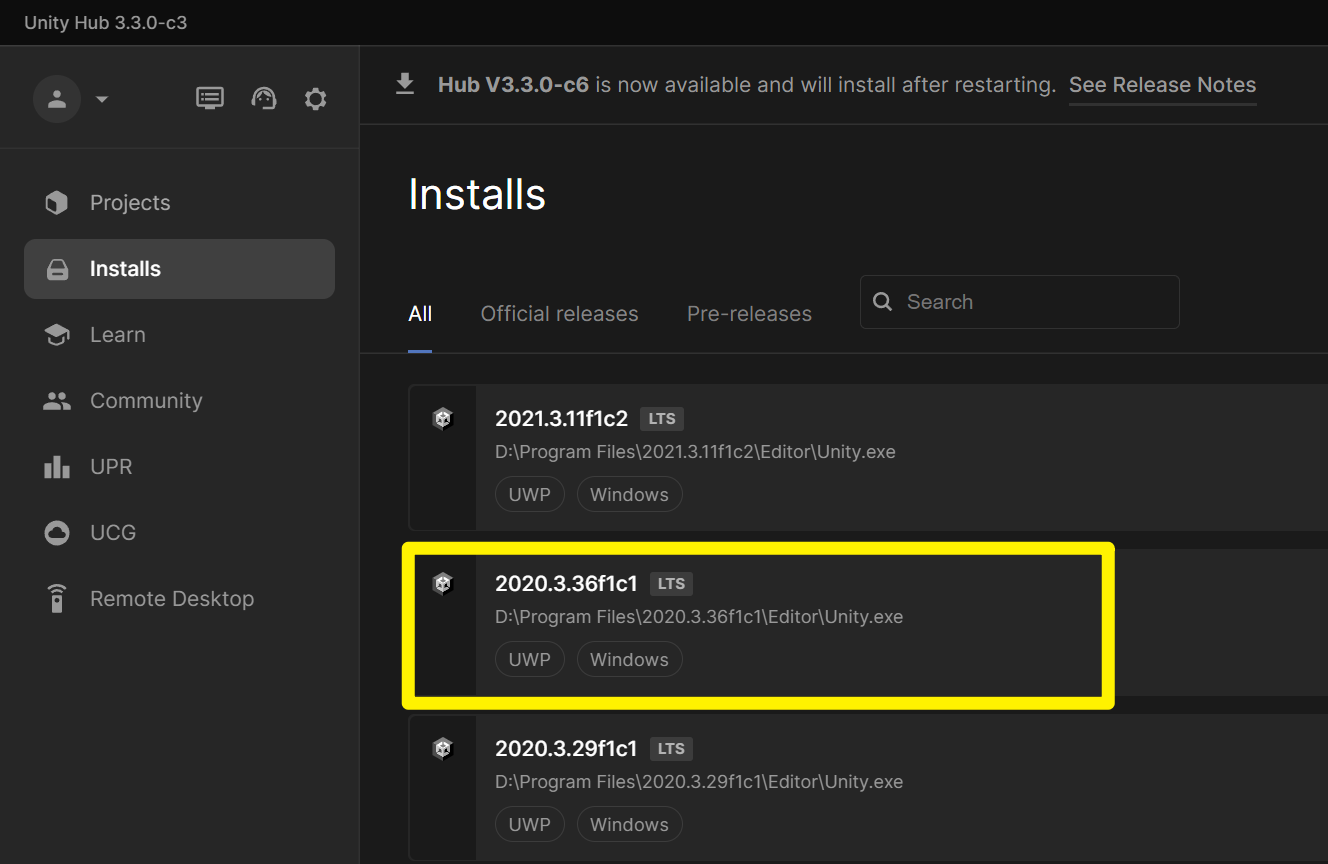 Unity Hub 3.3.0-c3
Hub V3.3.0-c6 is now available and will install after restarting. See Release Notes
Projects
Installs
Learn
Community
UPR
UCG
Remote Desktop
Installs
All Official releases Pre-releases Search
2021.3.11f1c2 LTS
D:\Program Files\2021.3.11f1c2\Editor\Unity.exe
UWP Windows
2020.3.36f1c1 LTS
D:\Program Files\2020.3.36f1c1\Editor\Unity.exe
UWP Windows
2020.3.29f1c1 LTS
D:\Program Files\2020.3.29f1c1\Editor\Unity.exe
UWP Windows